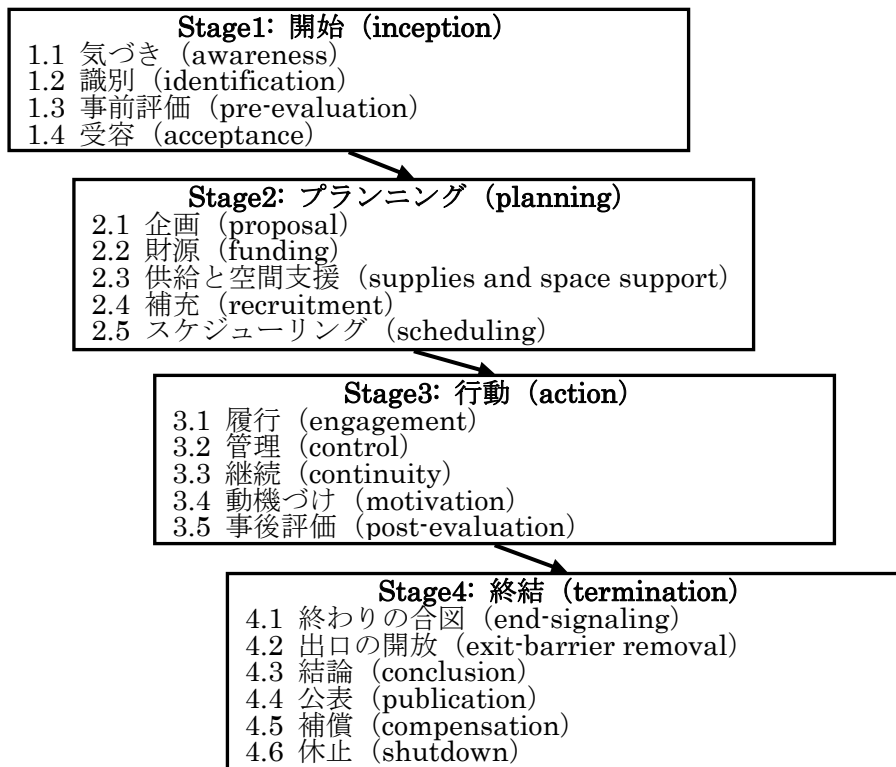 Stage1: 開始（inception）
1.1 気づき（awareness）
1.2 識別（identification）
1.3 事前評価（pre-evaluation）
1.4 受容（acceptance）
Stage2: プランニング（planning）
2.1 企画（proposal）
2.2 財源（funding）
2.3 供給と空間支援（supplies and space support）
2.4 補充（recruitment）
2.5 スケジューリング（scheduling）
Stage3: 行動（action）
3.1 履行（engagement）
3.2 管理（control）
3.3 継続（continuity）
3.4 動機づけ（motivation）
3.5 事後評価（post-evaluation）
Stage4: 終結（termination）
4.1 終わりの合図（end-signaling）
4.2 出口の開放（exit-barrier removal）
4.3 結論（conclusion）
4.4 公表（publication）
4.5 補償（compensation）
4.6 休止（shutdown）